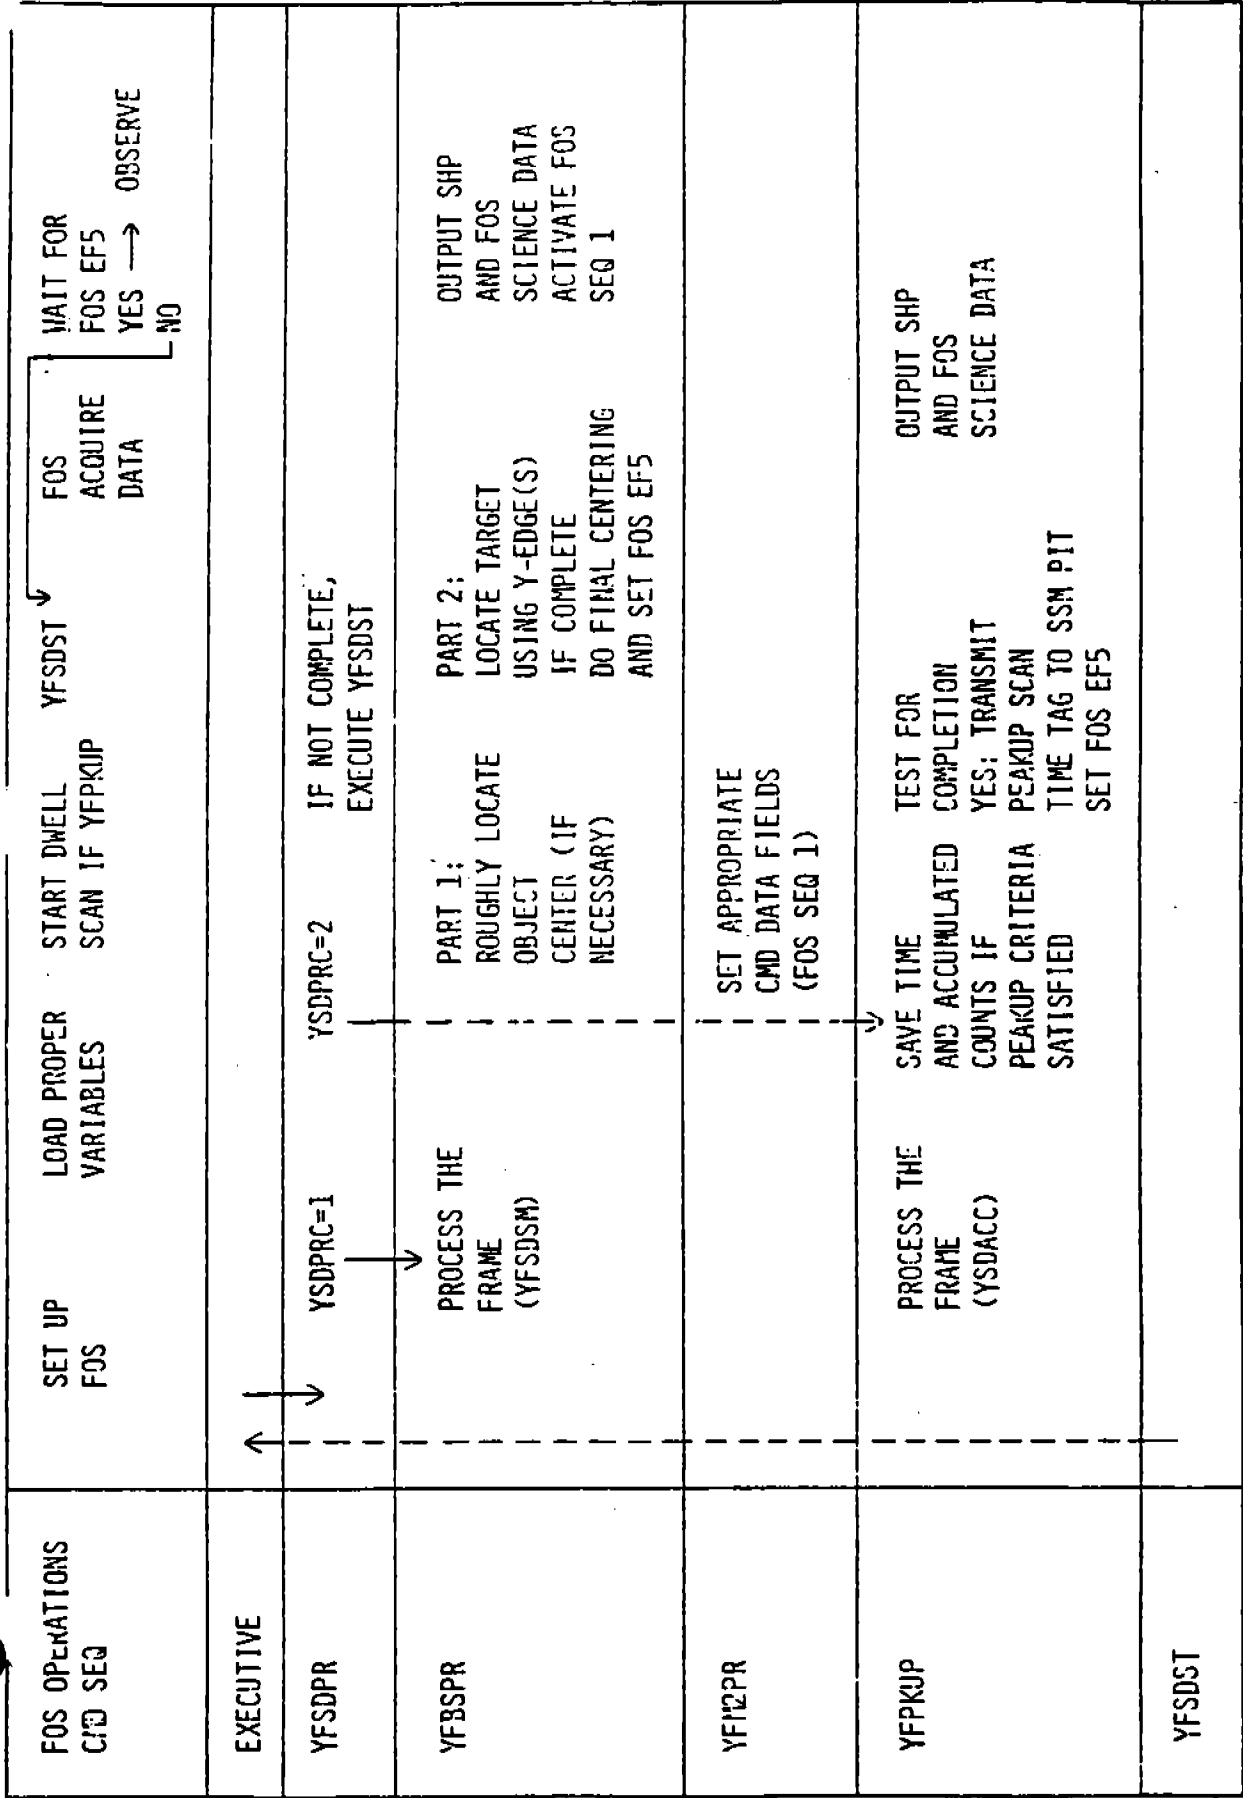 FOS OPERATIONS
CMD SEQ
SET UP
FOS
LOAD PROPER
VARIABLES
START DWELL
SCAN IF YFPKUP
YFSDST
FOS
ACQUIRE
DATA
WAIT FOR
FOS EF5
YES → OBSERVE
NO
EXECUTIVE
YFSDPR
YSDPRC=1
YSDPRC=2
IF NOT COMPLETE,
EXECUTE YFSDST
YFBSPR
PROCESS THE
FRAME
(YFSDSM)
PART 1:
ROUGHLY LOCATE
OBJECT
CENTER (IF
NECESSARY)
PART 2:
LOCATE TARGET
USING Y-EDGE(S)
IF COMPLETE
DO FINAL CENTERING
AND SET FOS EF5
OUTPUT SHP
AND FOS
SCIENCE DATA
ACTIVATE FOS
SEQ 1
YFM2PR
SET APPROPRIATE
CMD DATA FIELDS
(FOS SEQ 1)
YFPKUP
PROCESS THE
FRAME
(YSDACC)
SAVE TIME
AND ACCUMULATED
COUNTS IF
PEAKUP CRITERIA
SATISFIED
TEST FOR
COMPLETION
YES: TRANSMIT
PEAKUP SCAN
TIME TAG TO SSM PIT
SET FOS EF5
OUTPUT SHP
AND FOS
SCIENCE DATA
YFSDST